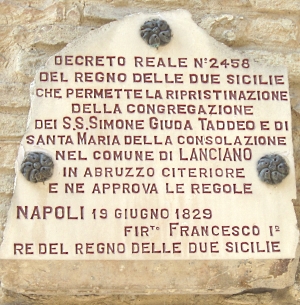 DECRETO REALE N° 2458
DEL REGNO DELLE DUE SICILIE
CHE PERMETTE LA RIPRISTINAZIONE
DELLA CONGREGAZIONE
DEI S.S. SIMONE GIUDA TADDEO E DI
SANTA MARIA DELLA CONSOLAZIONE
NEL COMUNE DI LANCIANO
IN ABRUZZO CITERIORE
E NE APPROVA LE REGOLE
NAPOLI 19 GIUGNO 1829
FIRTO FRANCESCO I°
RE DEL REGNO DELLE DUE SICILIE